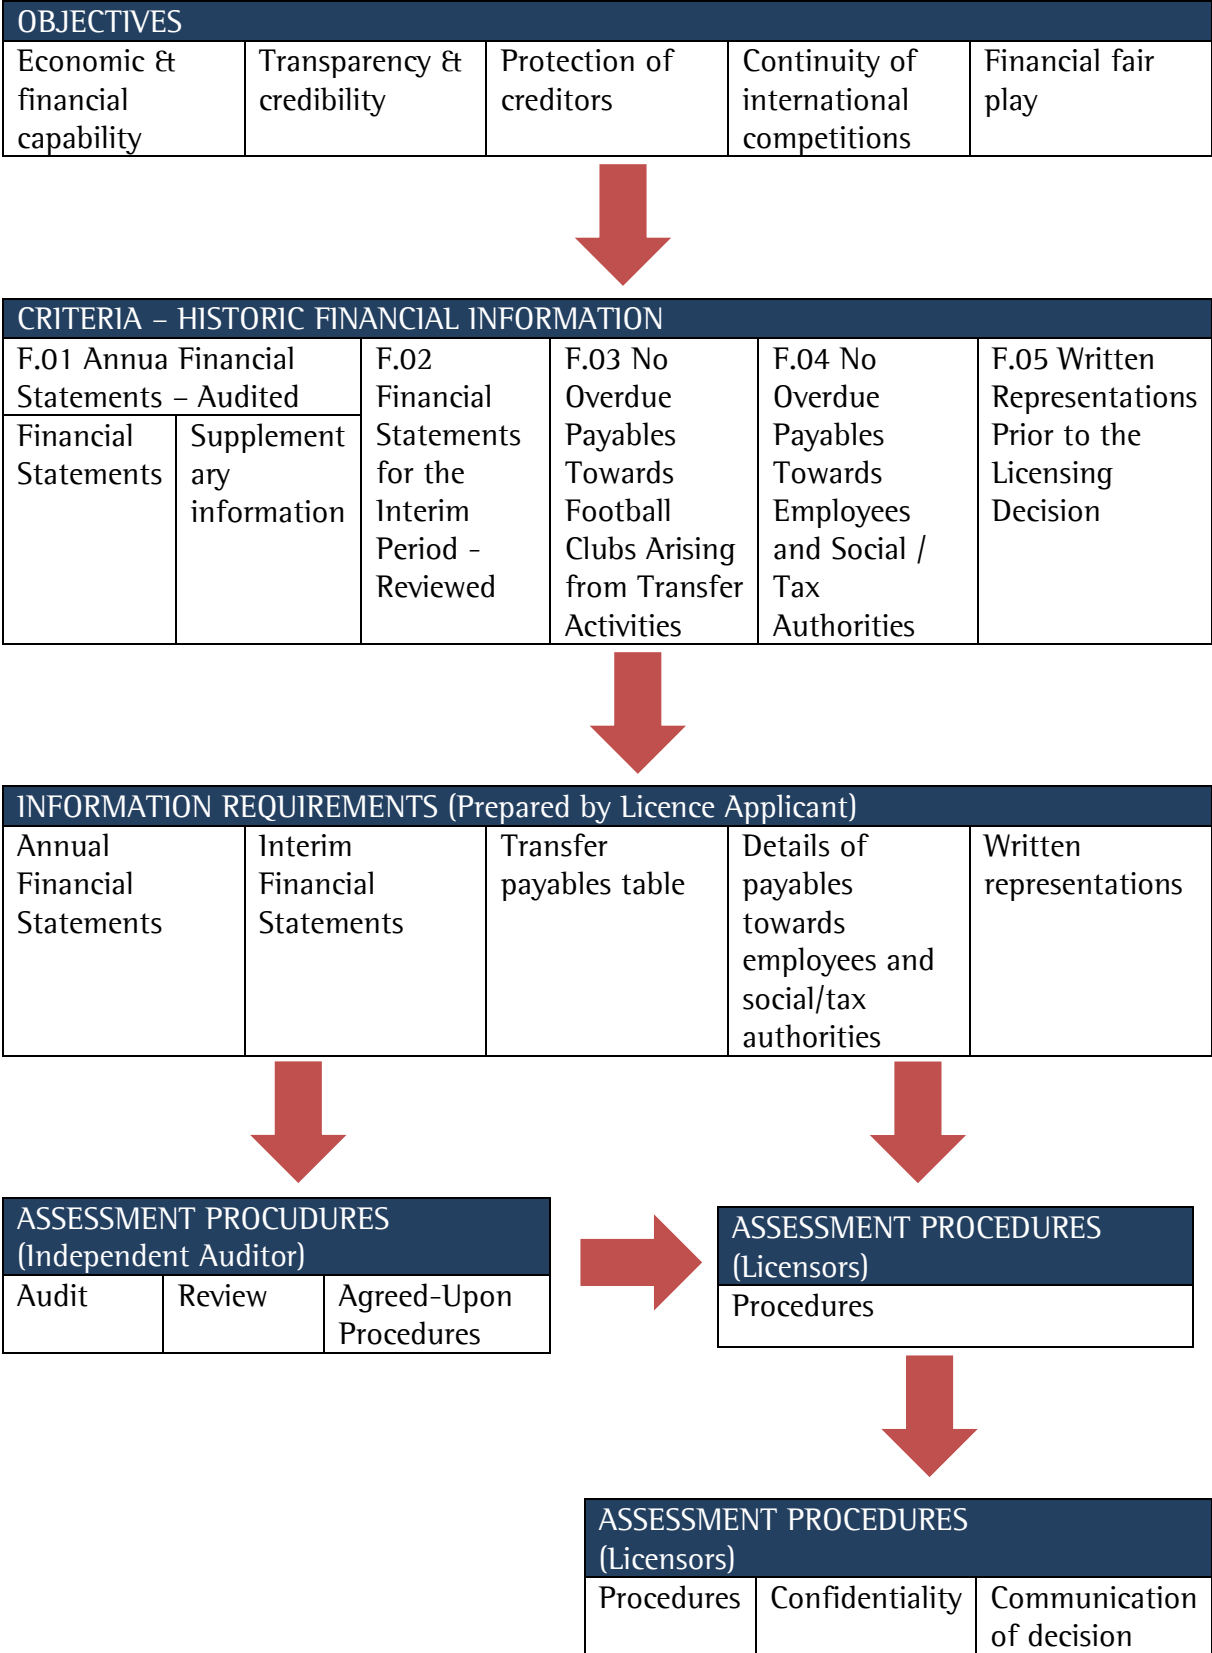 OBJECTIVES
Economic &
financial
capability
Transparency &
credibility
Protection of
creditors
Continuity of
international
competitions
Financial fair
play
CRITERIA – HISTORIC FINANCIAL INFORMATION
F.01 Annua Financial
Statements – Audited
Financial
Statements
Supplement
ary
information
F.02
Financial
Statements
for the
Interim
Period -
Reviewed
F.03 No
Overdue
Payables
Towards
Football
Clubs Arising
from Transfer
Activities
F.04 No
Overdue
Payables
Towards
Employees
and Social /
Tax
Authorities
F.05 Written
Representations
Prior to the
Licensing
Decision
INFORMATION REQUIREMENTS (Prepared by Licence Applicant)
Annual
Financial
Statements
Interim
Financial
Statements
Transfer
payables table
Details of
payables
towards
employees and
social/tax
authorities
Written
representations
ASSESSMENT PROCUDURES
(Independent Auditor)
Audit
Review
Agreed-Upon
Procedures
ASSESSMENT PROCEDURES
(Licensors)
Procedures
ASSESSMENT PROCEDURES
(Licensors)
Procedures
Confidentiality
Communication
of decision